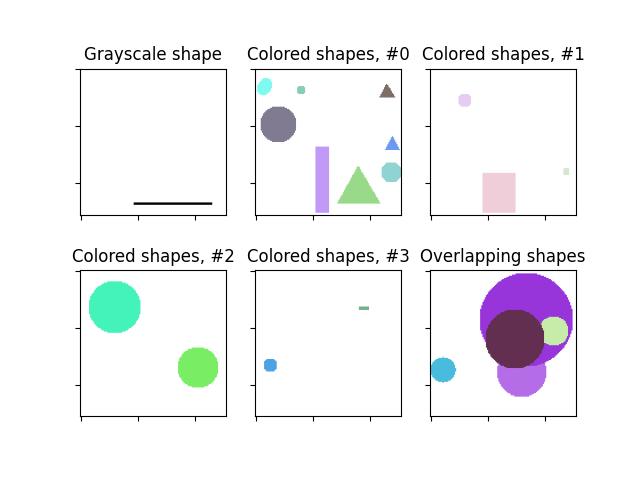 Grayscale shape
Colored shapes, #0
Colored shapes, #1
Colored shapes, #2
Colored shapes, #3
Overlapping shapes